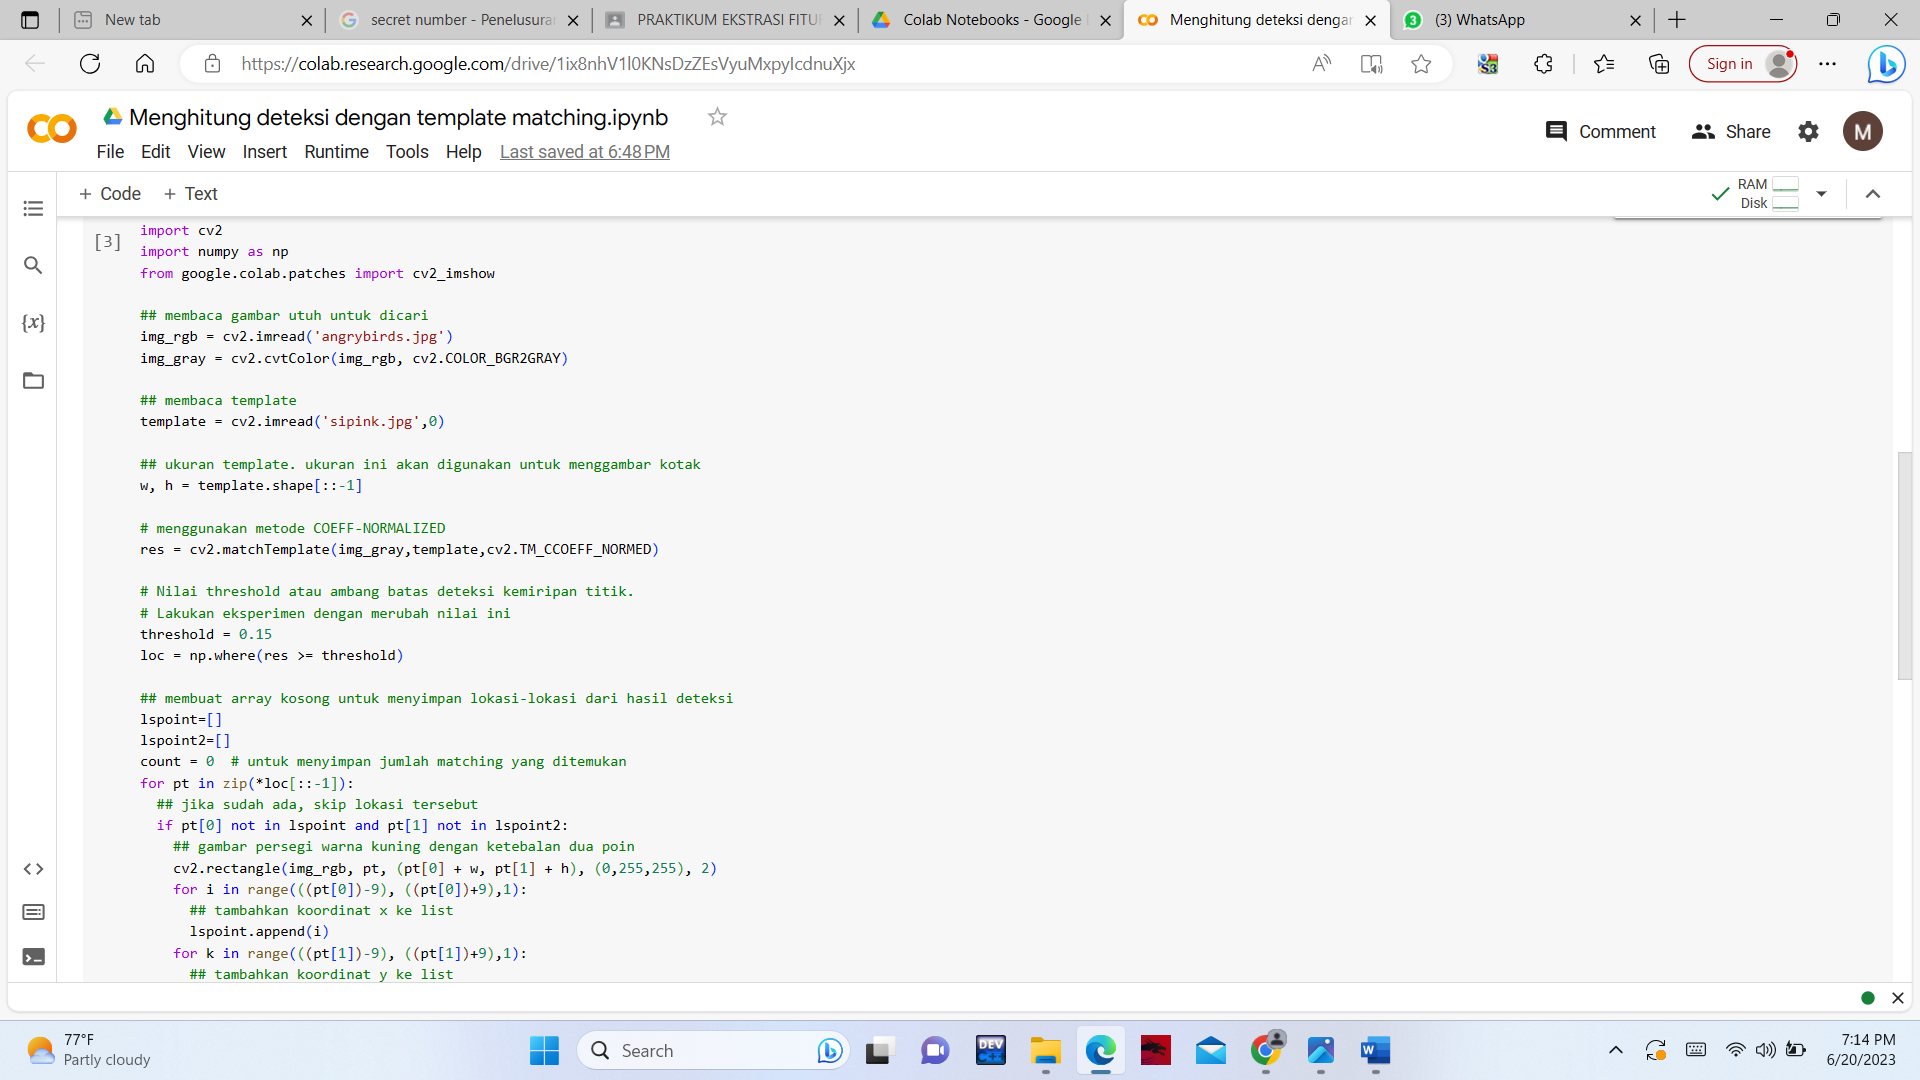 New tab
secret number - Penelusuran
PRAKTIKUM EKSTRASI FITUR
Colab Notebooks - Google
Menghitung deteksi dengan
(3) WhatsApp
https://colab.research.google.com/drive/1ix8nhV1l0KNsDzZEsVyuMxpyIcdnuXjx
Sign in
Menghitung deteksi dengan template matching.ipynb
Comment
Share
M
File Edit View Insert Runtime Tools Help Last saved at 6:48 PM
+ Code + Text
RAM
Disk
[3]
import cv2
import numpy as np
from google.colab.patches import cv2_imshow
## membaca gambar utuh untuk dicari
img_rgb = cv2.imread('angrybirds.jpg')
img_gray = cv2.cvtColor(img_rgb, cv2.COLOR_BGR2GRAY)
## membaca template
template = cv2.imread('sipink.jpg',0)
## ukuran template. ukuran ini akan digunakan untuk menggambar kotak
w, h = template.shape[::-1]
# menggunakan metode COEFF-NORMALIZED
res = cv2.matchTemplate(img_gray,template,cv2.TM_CCOEFF_NORMED)
# Nilai threshold atau ambang batas deteksi kemiripan titik.
# Lakukan eksperimen dengan merubah nilai ini
threshold = 0.15
loc = np.where(res >= threshold)
## membuat array kosong untuk menyimpan lokasi-lokasi dari hasil deteksi
lspoint=[]
lspoint2=[]
count = 0  # untuk menyimpan jumlah matching yang ditemukan
for pt in zip(*loc[::-1]):
  ## jika sudah ada, skip lokasi tersebut
  if pt[0] not in lspoint and pt[1] not in lspoint2:
    ## gambar persegi warna kuning dengan ketebalan dua poin
    cv2.rectangle(img_rgb, pt, (pt[0] + w, pt[1] + h), (0,255,255), 2)
    for i in range(((pt[0])-9), ((pt[0])+9),1):
      ## tambahkan koordinat x ke list
      lspoint.append(i)
    for k in range(((pt[1])-9), ((pt[1])+9),1):
      ## tambahkan koordinat y ke list
77°F
Partly cloudy
Search
7:14 PM
6/20/2023